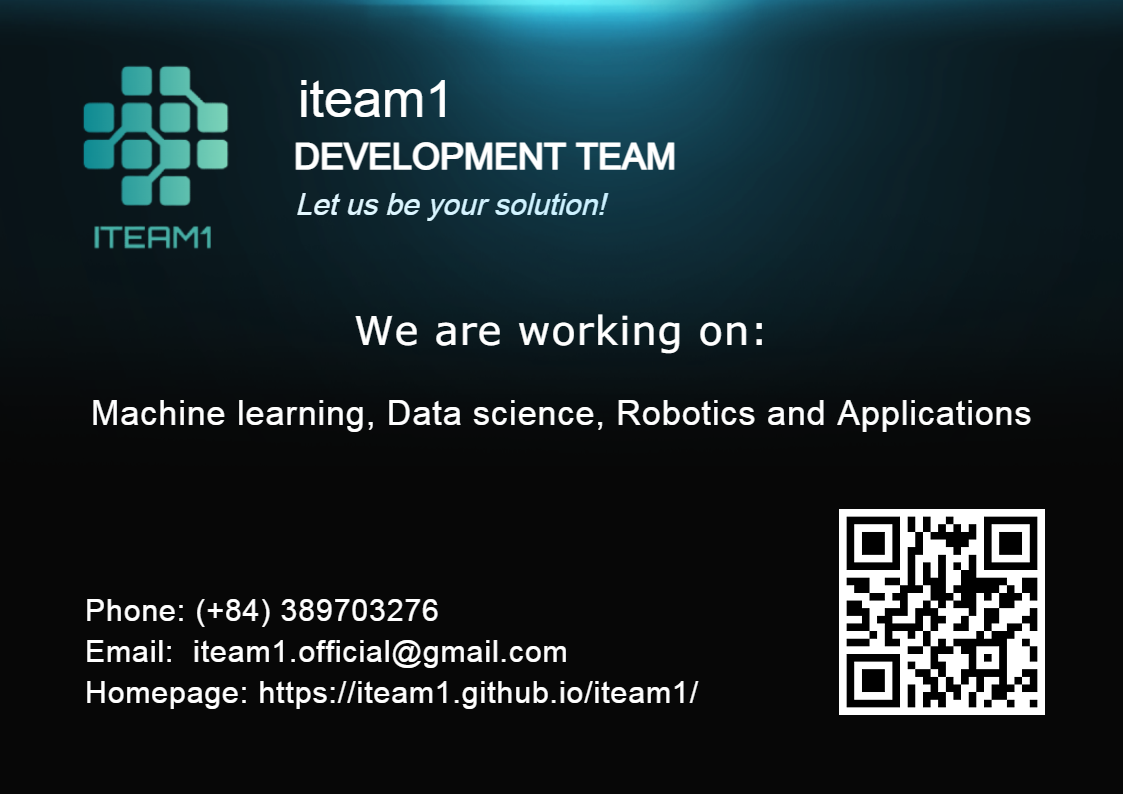 iteam1
DEVELOPMENT TEAM
Let us be your solution!
ITEAM1
We are working on:
Machine learning, Data science, Robotics and Applications
Phone: (+84) 389703276
Email: iteam1.official@gmail.com
Homepage: https://iteam1.github.io/iteam1/